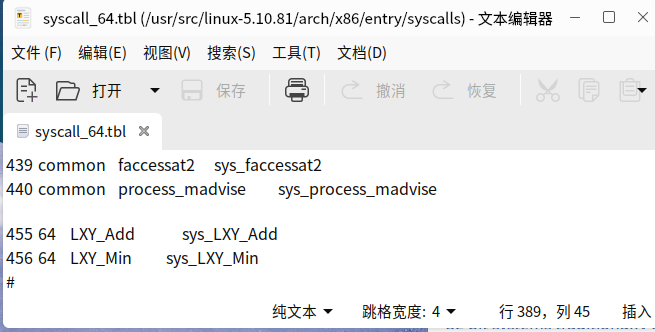 syscall_64.tbl (/usr/src/linux-5.10.81/arch/x86/entry/syscalls) - 文本编辑器
文件 (F) 编辑(E) 视图(V) 搜索(S) 工具(T) 文档(D)
打开 保存 撤消 恢复
syscall_64.tbl
439 common faccessat2 sys_faccessat2
440 common process_madvise sys_process_madvise
455 64 LXY_Add sys_LXY_Add
456 64 LXY_Min sys_LXY_Min
#
纯文本 跳格宽度: 4 行 389，列 45 插入